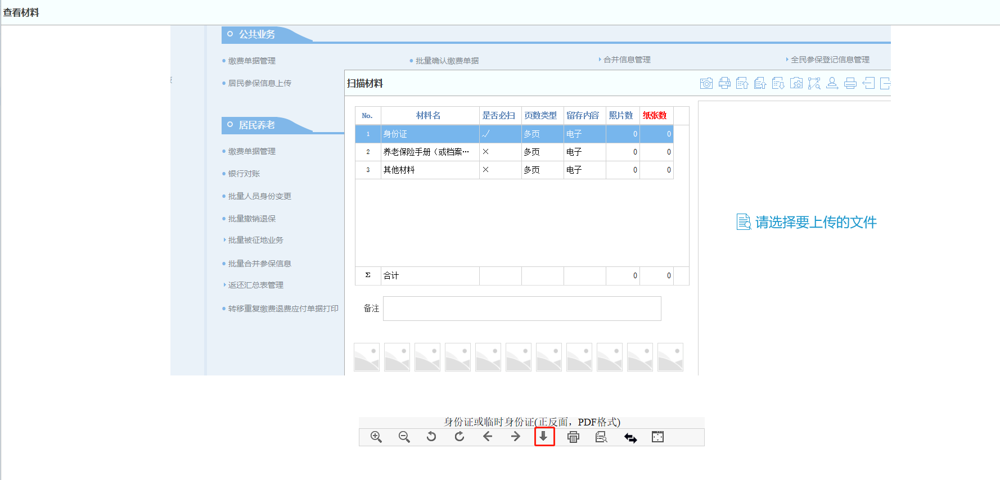 查看材料
公共业务
缴费单据管理 批量确认缴费单据 合并信息管理 全民参保登记信息管理
居民参保信息上传
扫描材料
居民养老
缴费单据管理
银行对账
批量人员身份变更
批量撤销退保
批量被征地业务
批量合并参保信息
返还汇总表管理
转移重复缴费退费应付单据打印
No. 材料名 是否必扫 页数类型 留存内容 照片数 纸张数
1 身份证 √ 多页 电子 0 0
2 养老保险手册（或档案… × 多页 电子 0 0
3 其他材料 × 多页 电子 0 0
Σ 合计 0 0
备注
请选择要上传的文件
身份证或临时身份证(正反面，PDF格式)